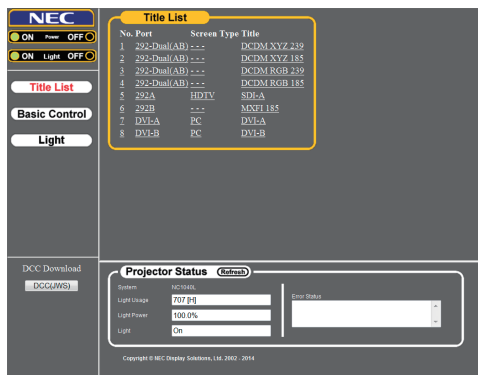 NEC
ON Power OFF
ON Light OFF
Title List
Basic Control
Light
DCC Download
DCC(JWS)
Title List
No. Port Screen Type Title
1 292-Dual(AB) - - - DCDM XYZ 239
2 292-Dual(AB) - - - DCDM XYZ 185
3 292-Dual(AB) - - - DCDM RGB 239
4 292-Dual(AB) - - - DCDM RGB 185
5 292A HDTV SDI-A
6 292B - - - MXFI 185
7 DVI-A PC DVI-A
8 DVI-B PC DVI-B
Projector Status (Refresh)
System NC1040L
Light Usage 707 [H]
Light Power 100.0%
Light On
Error Status
Copyright © NEC Display Solutions, Ltd. 2002 - 2014